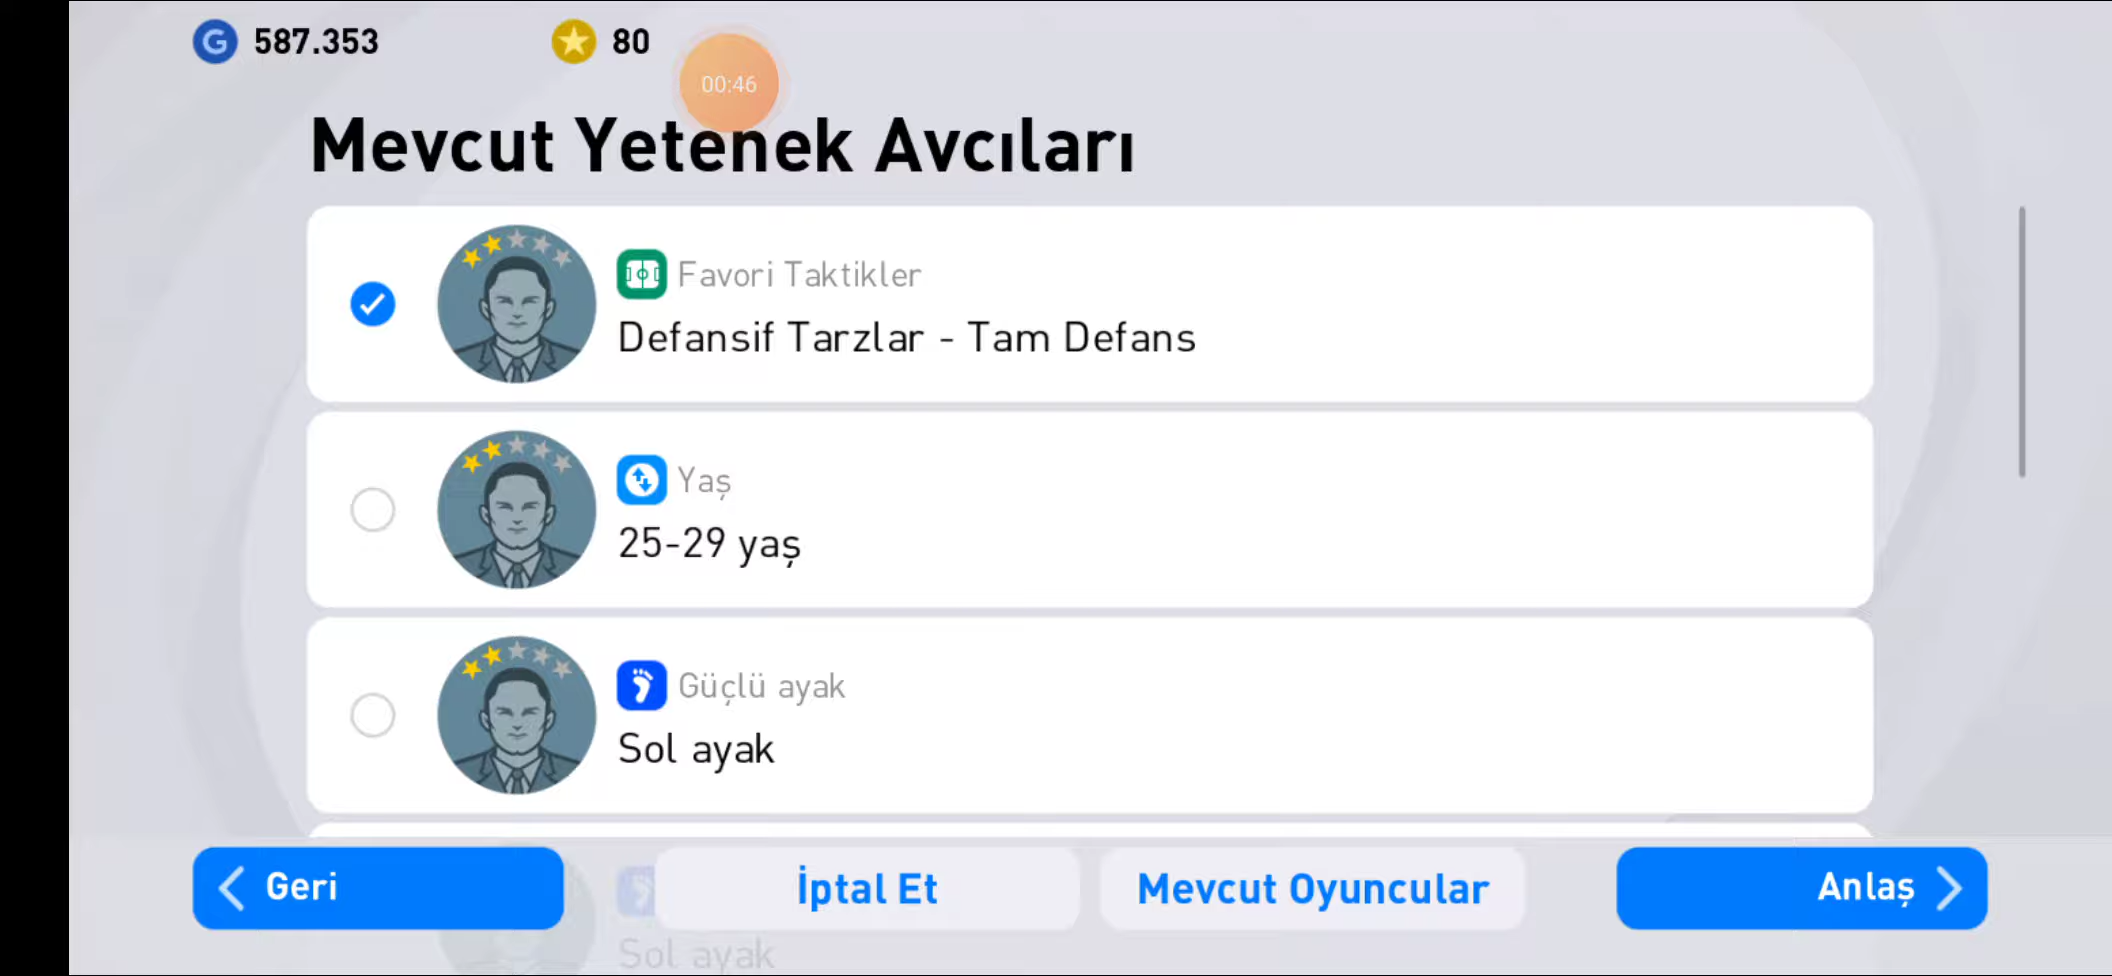 587.353
80
00:46
Mevcut Yetenek Avcıları
Favori Taktikler
Defansif Tarzlar - Tam Defans
Yaş
25-29 yaş
Güçlü ayak
Sol ayak
Geri
İptal Et
Mevcut Oyuncular
Anlaş
Sol ayak